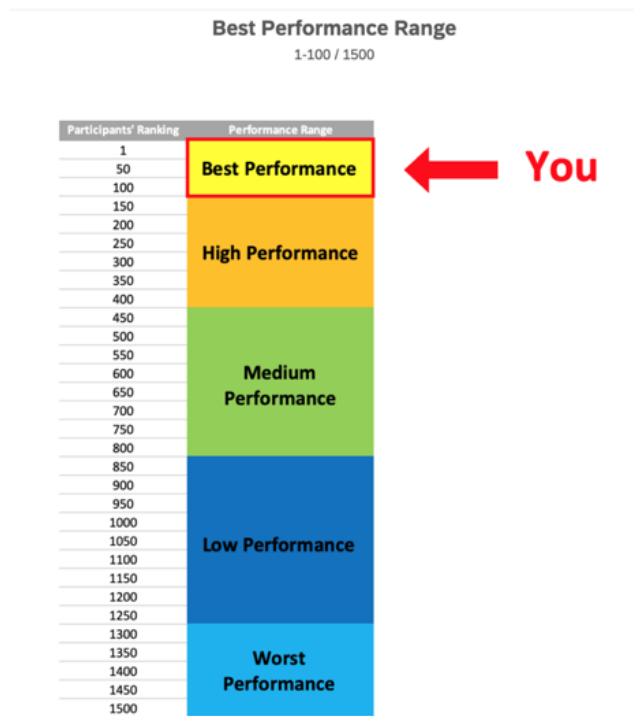 Best Performance Range
1-100 / 1500
Participants' Ranking Performance Range
1
50
100
Best Performance
You
150
200
250
300
350
400
High Performance
450
500
550
600
650
700
750
800
Medium
Performance
850
900
950
1000
1050
1100
1150
1200
1250
Low Performance
1300
1350
1400
1450
1500
Worst
Performance